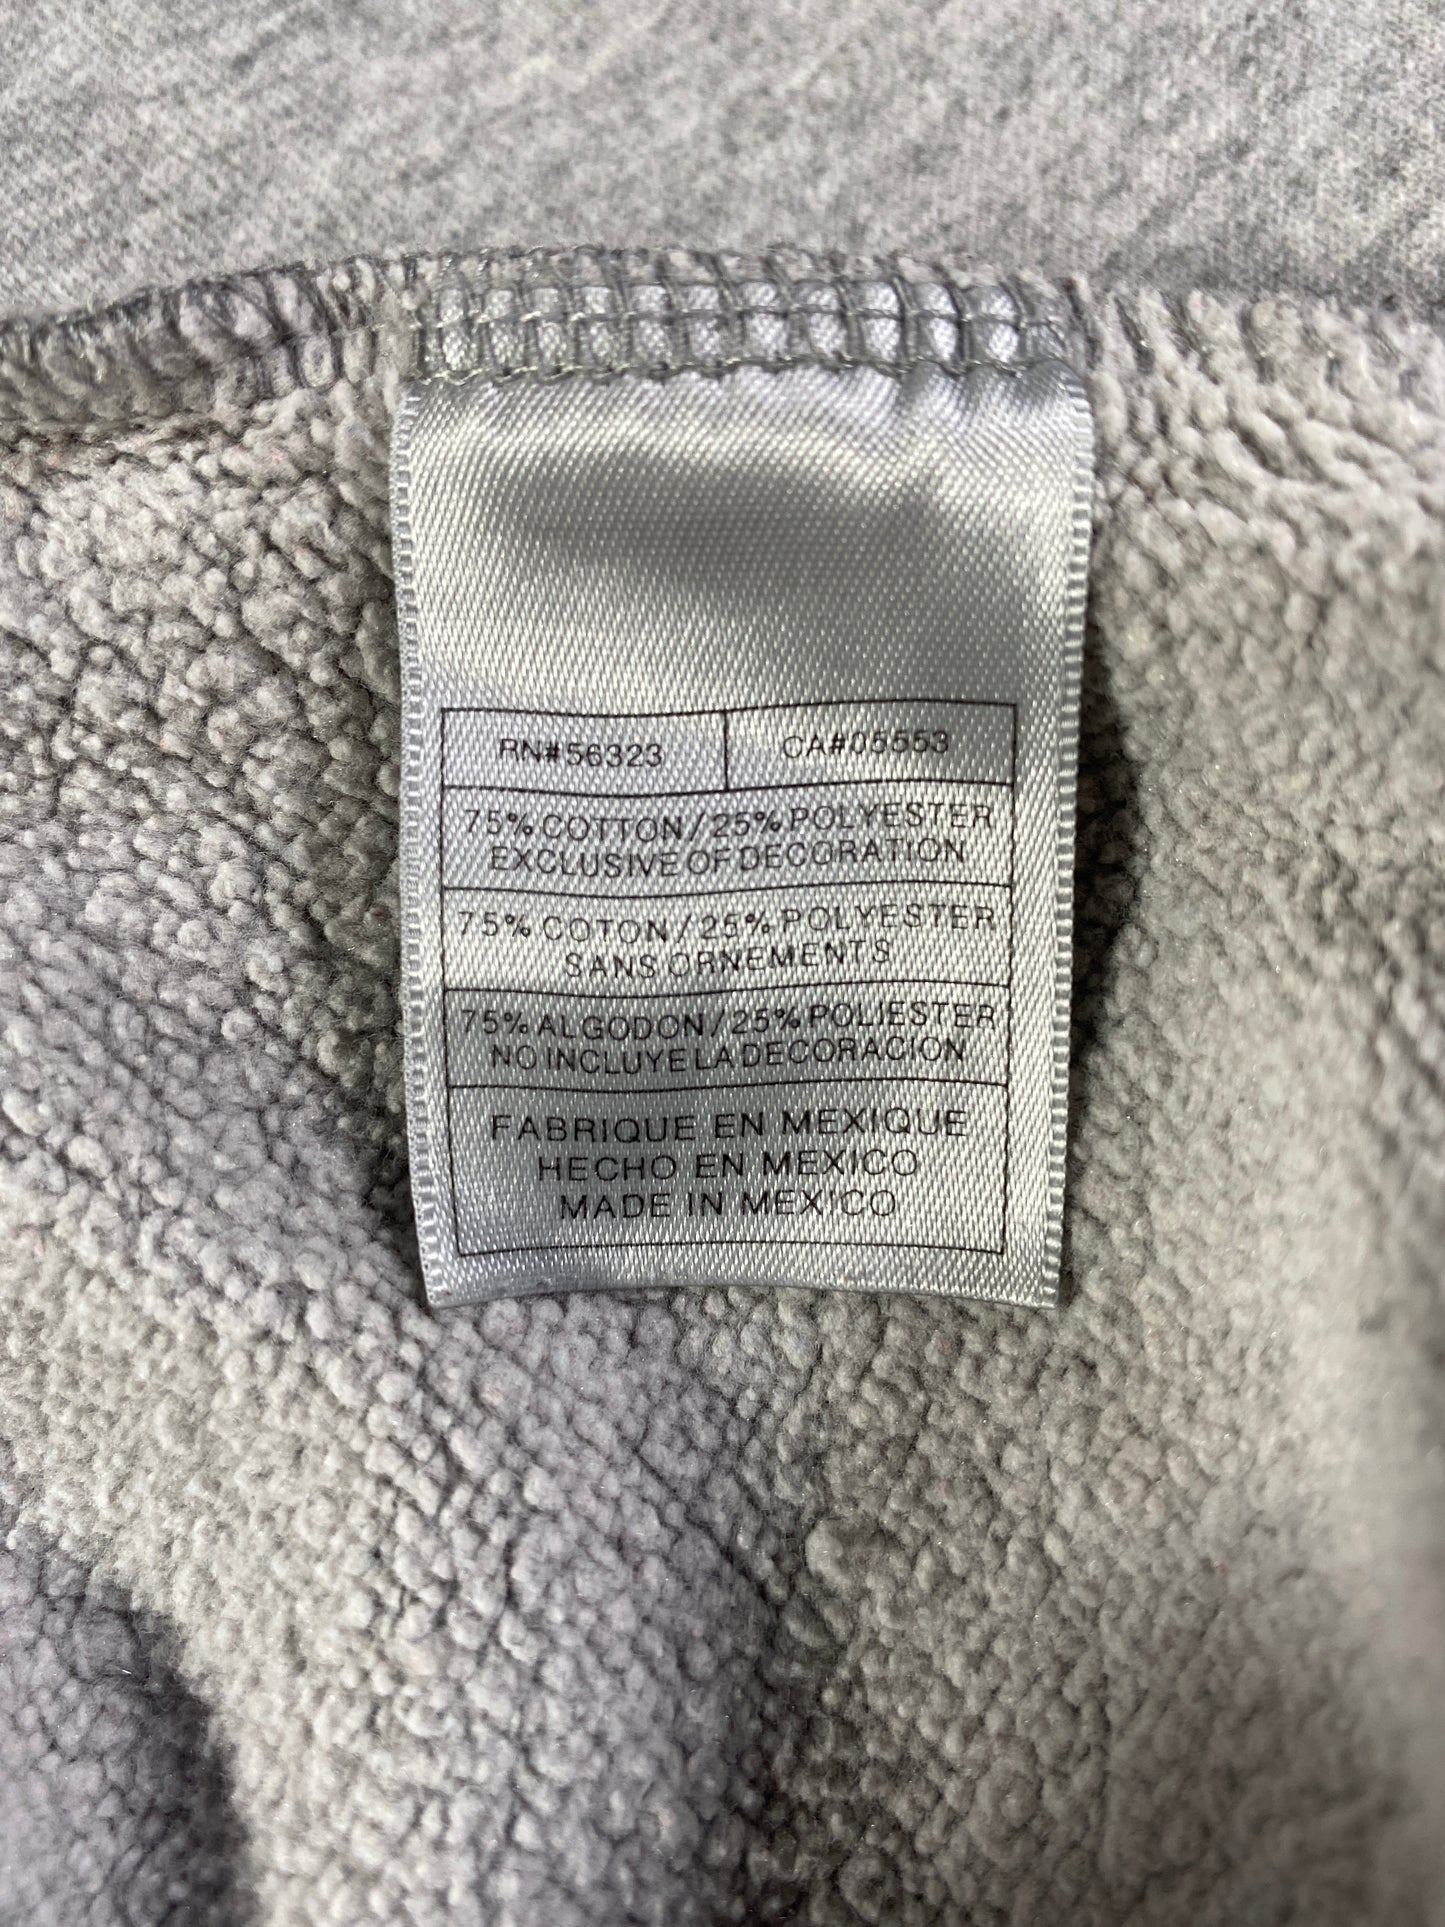 RN#56323 CA#05553
75% COTTON/25% POLYESTER
EXCLUSIVE OF DECORATION
75% COTON/25% POLYESTER
SANS ORNEMENTS
75% ALGODON/25% POLIESTER
NO INCLUYE LA DECORACION
FABRIQUE EN MEXIQUE
HECHO EN MEXICO
MADE IN MEXICO